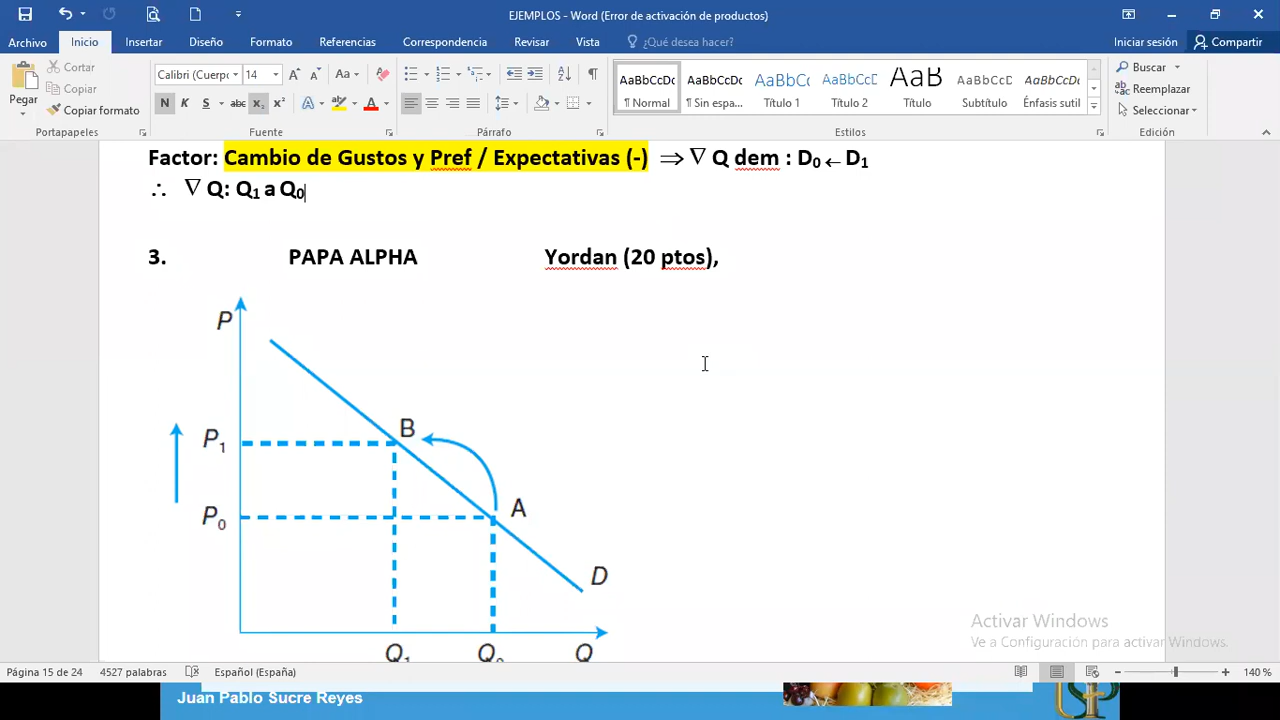 EJEMPLOS - Word (Error de activación de productos)
Archivo Inicio Insertar Diseño Formato Referencias Correspondencia Revisar Vista ¿Qué desea hacer? Iniciar sesión Compartir
Pegar
Cortar
Copiar
Copiar formato
Calibri (Cuerpo 14
N K S abc x₂ x²
AaBbCcDc AaBbCcDc AaBbCc AaBbCcD AaB AaBbCcD AaBbCcDc
¶ Normal ¶ Sin espa... Título 1 Título 2 Título Subtítulo Énfasis sutil
Buscar
Reemplazar
Seleccionar
Portapapeles Fuente Párrafo Estilos Edición
Factor: Cambio de Gustos y Pref / Expectativas (-) ⇒ ∇ Q dem : D₀ ← D₁
∴ ∇ Q: Q₁ a Q₀
3. PAPA ALPHA Yordan (20 ptos),
P
B
P₁
A
P₀
D
Q₁ Q₀ Q
Activar Windows
Ve a Configuración para activar Windows.
Página 15 de 24 4527 palabras Español (España) 140 %
Juan Pablo Sucre Reyes